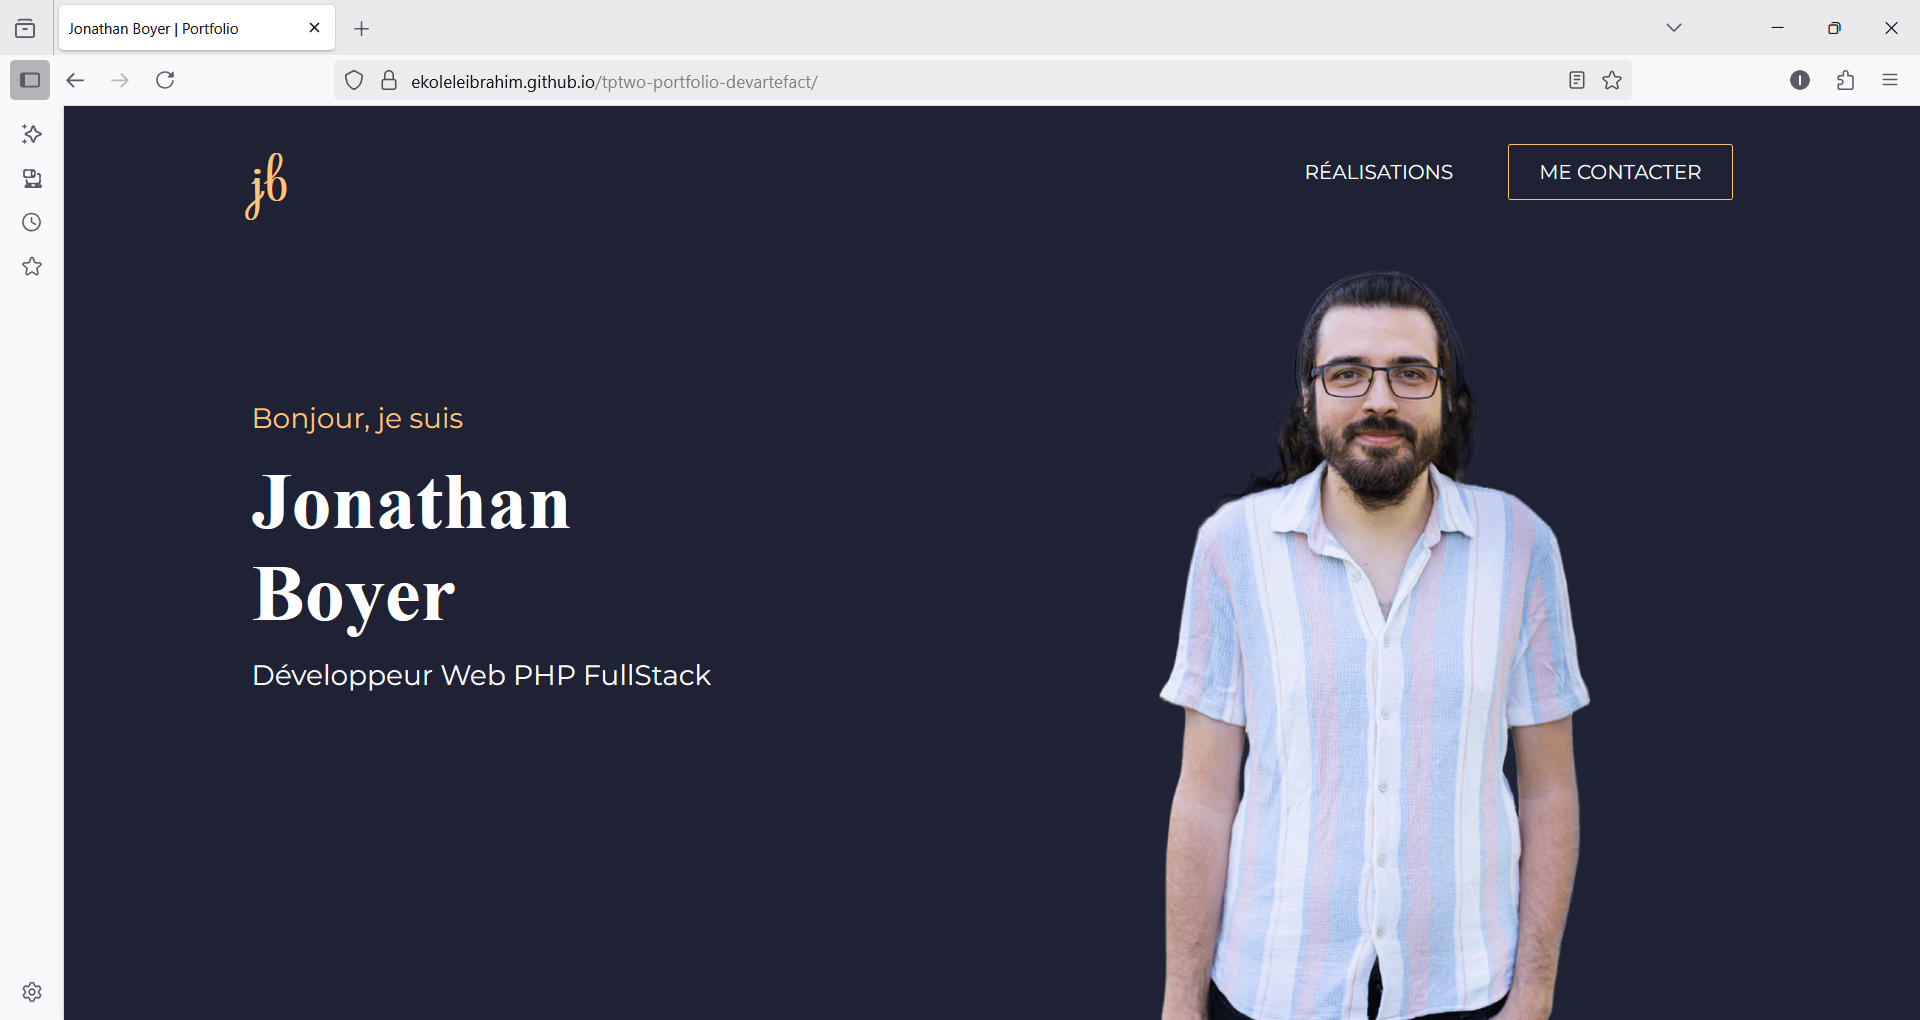 Jonathan Boyer | Portfolio
ekoleleibrahim.github.io/tptwo-portfolio-devartefact/
I
jb
RÉALISATIONS
ME CONTACTER
Bonjour, je suis
Jonathan
Boyer
Développeur Web PHP FullStack